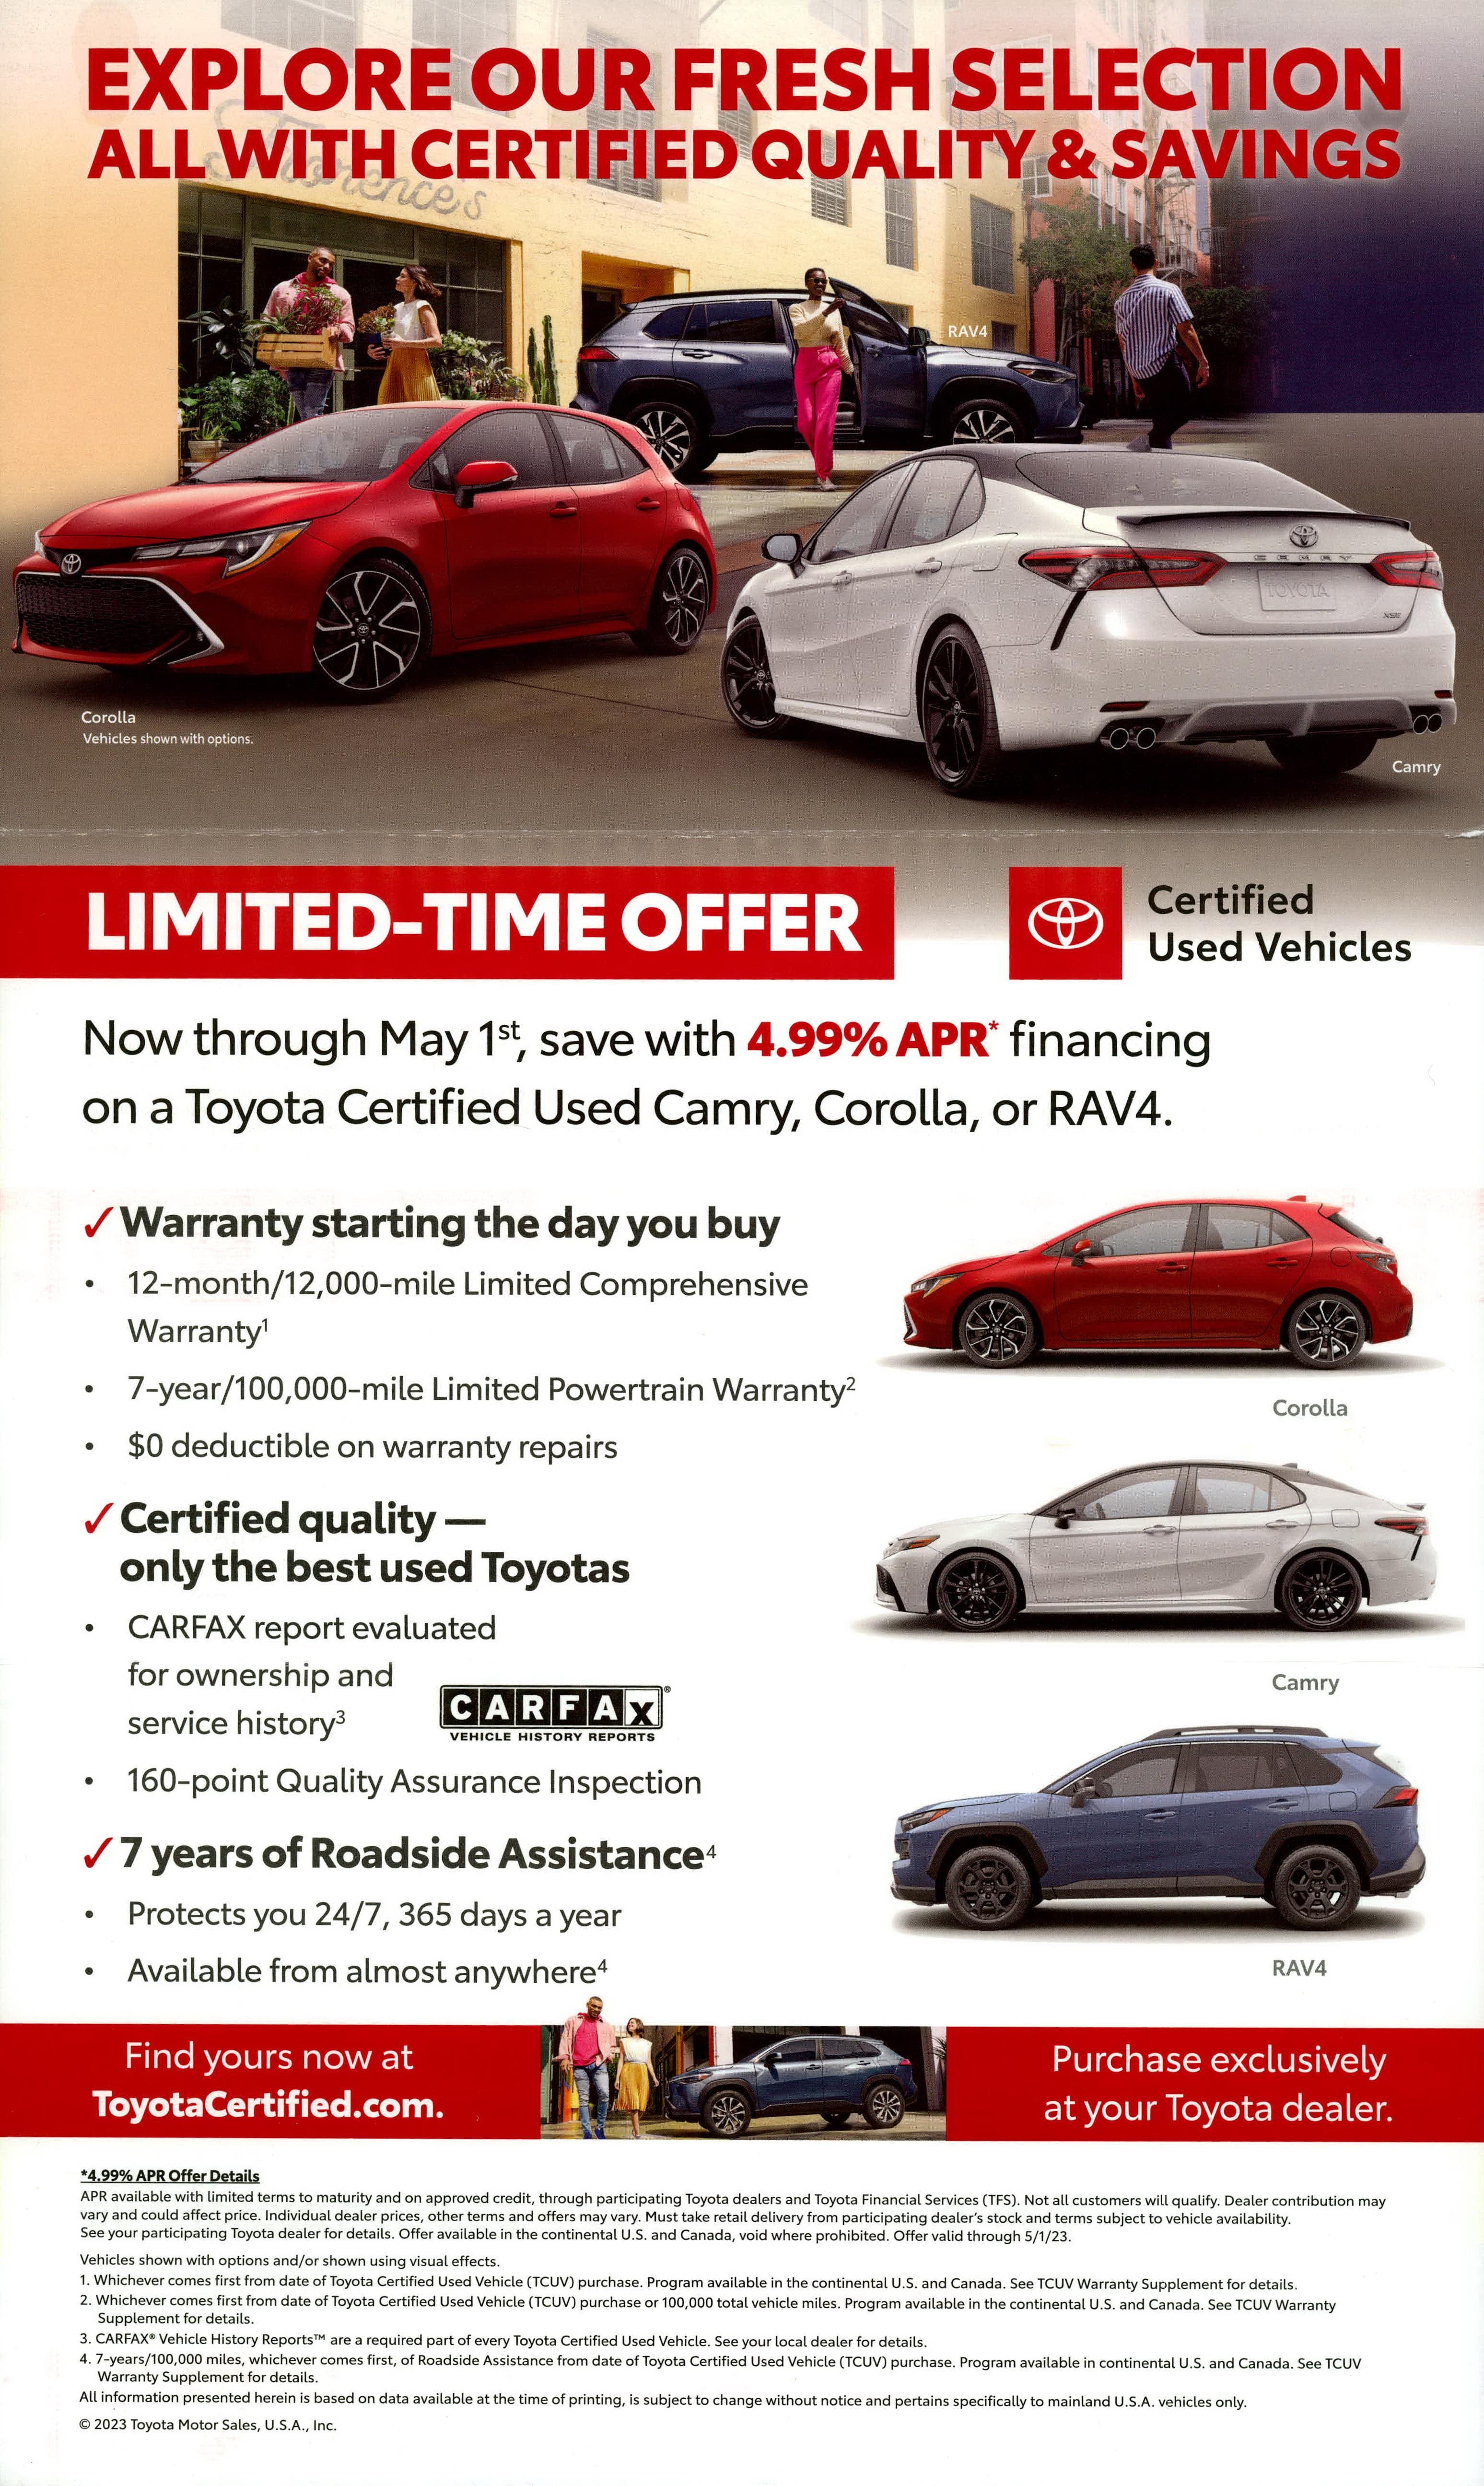 EXPLORE OUR FRESH SELECTION
ALL WITH CERTIFIED QUALITY & SAVINGS
Florence's
RAV4
CAMRY
TOYOTA
XSE
Corolla
Vehicles shown with options.
Camry
LIMITED-TIME OFFER
Certified
Used Vehicles
Now through May 1st, save with 4.99% APR* financing
on a Toyota Certified Used Camry, Corolla, or RAV4.
✓ Warranty starting the day you buy
• 12-month/12,000-mile Limited Comprehensive
Warranty¹
• 7-year/100,000-mile Limited Powertrain Warranty²
• $0 deductible on warranty repairs
Corolla
✓ Certified quality —
only the best used Toyotas
• CARFAX report evaluated
for ownership and
service history³
CARFAX®
VEHICLE HISTORY REPORTS
Camry
• 160-point Quality Assurance Inspection
✓ 7 years of Roadside Assistance⁴
• Protects you 24/7, 365 days a year
• Available from almost anywhere⁴
RAV4
Find yours now at
ToyotaCertified.com.
Purchase exclusively
at your Toyota dealer.
*4.99% APR Offer Details
APR available with limited terms to maturity and on approved credit, through participating Toyota dealers and Toyota Financial Services (TFS). Not all customers will qualify. Dealer contribution may
vary and could affect price. Individual dealer prices, other terms and offers may vary. Must take retail delivery from participating dealer's stock and terms subject to vehicle availability.
See your participating Toyota dealer for details. Offer available in the continental U.S. and Canada, void where prohibited. Offer valid through 5/1/23.
Vehicles shown with options and/or shown using visual effects.
1. Whichever comes first from date of Toyota Certified Used Vehicle (TCUV) purchase. Program available in the continental U.S. and Canada. See TCUV Warranty Supplement for details.
2. Whichever comes first from date of Toyota Certified Used Vehicle (TCUV) purchase or 100,000 total vehicle miles. Program available in the continental U.S. and Canada. See TCUV Warranty
Supplement for details.
3. CARFAX® Vehicle History Reports™ are a required part of every Toyota Certified Used Vehicle. See your local dealer for details.
4. 7-years/100,000 miles, whichever comes first, of Roadside Assistance from date of Toyota Certified Used Vehicle (TCUV) purchase. Program available in continental U.S. and Canada. See TCUV
Warranty Supplement for details.
All information presented herein is based on data available at the time of printing, is subject to change without notice and pertains specifically to mainland U.S.A. vehicles only.
© 2023 Toyota Motor Sales, U.S.A., Inc.